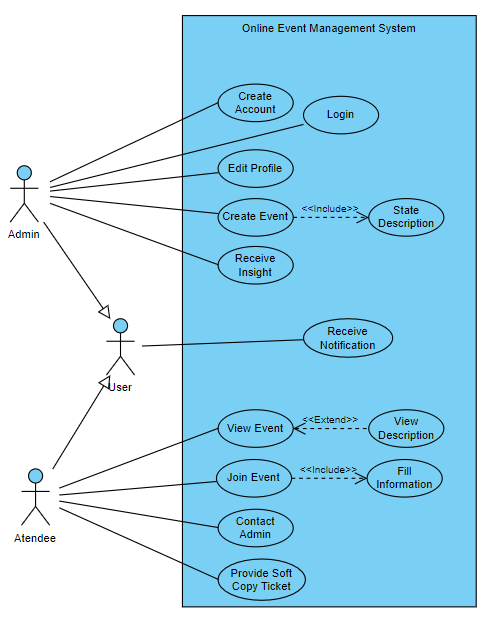 Online Event Management System
Create
Account
Login
Edit Profile
Admin
Create Event
<<Include>>
State
Description
Receive
Insight
User
Receive
Notification
View Event
<<Extend>>
View
Description
Join Event
<<Include>>
Fill
Information
Atendee
Contact
Admin
Provide Soft
Copy Ticket